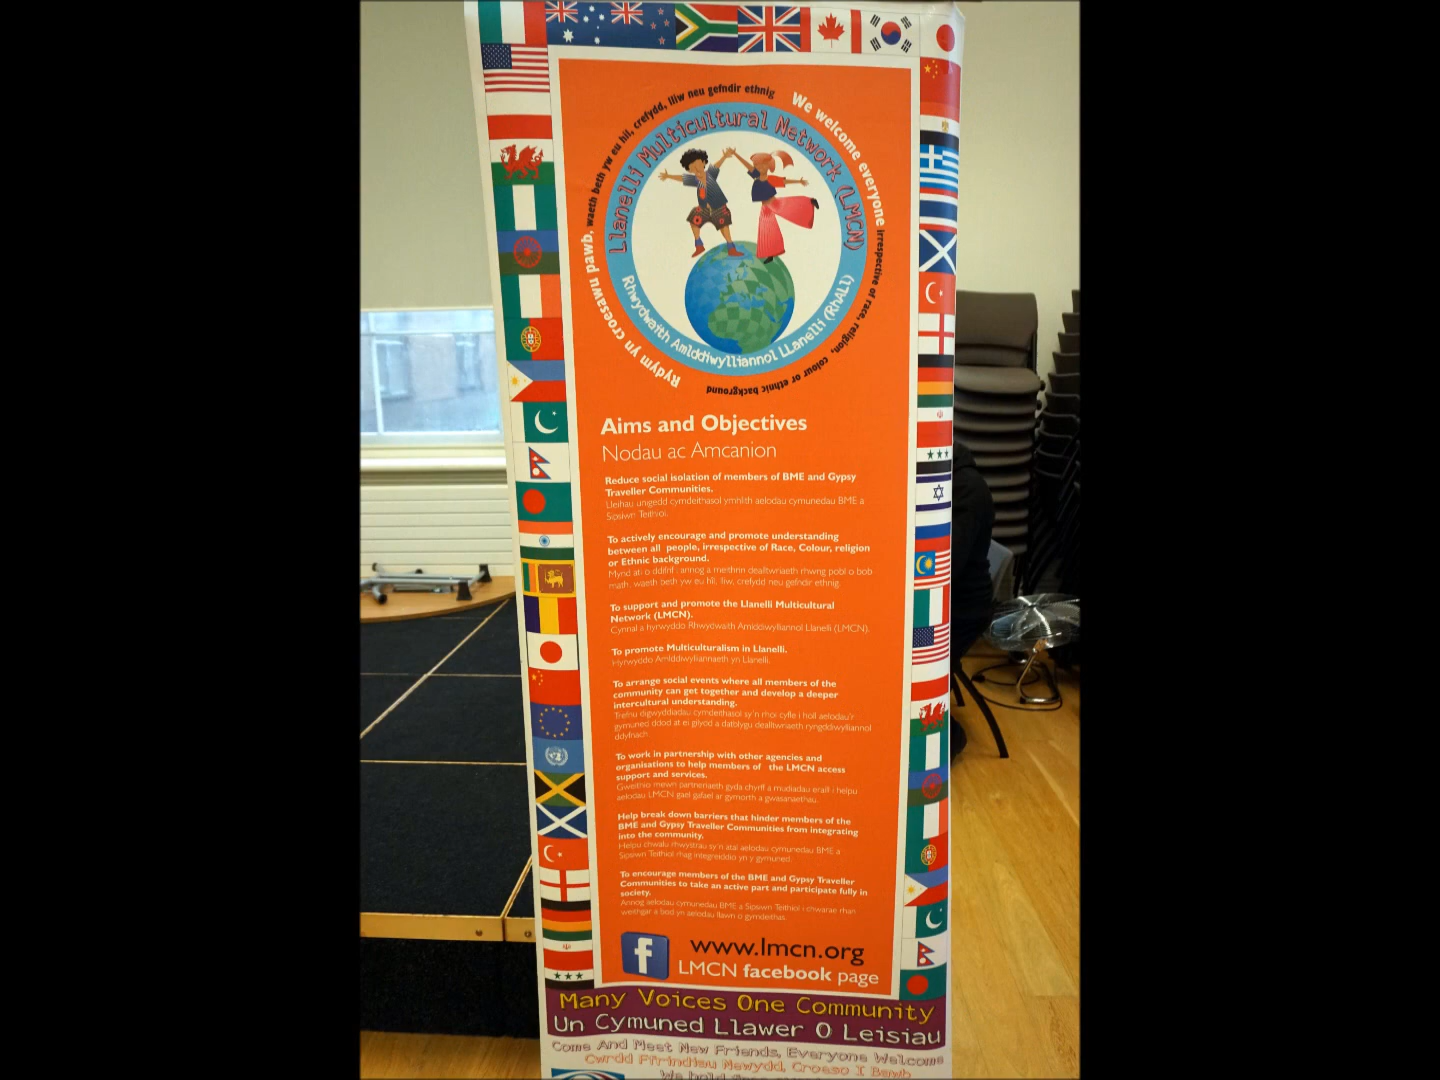 Rydym yn croesawu pawb, waeth beth yw eu hil, crefydd, lliw neu gefndir ethnig
We welcome everyone irrespective of race, religion, colour or ethnic background
Llanelli Multicultural Network (LMCN)
Rhwydwaith Amlddiwylliannol LLanelli (RhALl)
Aims and Objectives
Nodau ac Amcanion
Reduce social isolation of members of BME and Gypsy
Traveller Communities.
Lleihau unigedd cymdeithasol ymhlith aelodau cymunedau BME a
Sipsiwn Teithiol.
To actively encourage and promote understanding
between all people, irrespective of Race, Colour, religion
or Ethnic background.
Mynd ati o ddifrif i annog a meithrin dealltwriaeth rhwng pobl o bob
math, waeth beth yw eu hil, lliw, crefydd neu gefndir ethnig.
To support and promote the Llanelli Multicultural
Network (LMCN).
Cynnal a hyrwyddo Rhwydwaith Amlddiwylliannol Llanelli (LMCN).
To promote Multiculturalism in Llanelli.
Hyrwyddo Amlddiwylliannaeth yn Llanelli.
To arrange social events where all members of the
community can get together and develop a deeper
intercultural understanding.
Trefnu digwyddiadau cymdeithasol sy'n rhoi cyfle i holl aelodau'r
gymuned ddod at ei gilydd a datblygu dealltwriaeth ryngddiwylliannol
ddyfnach.
To work in partnership with other agencies and
organisations to help members of the LMCN access
support and services.
Gweithio mewn partneriaeth gyda chyrff a mudiadau eraill i helpu
aelodau LMCN gael gafael ar gymorth a gwasanaethau.
Help break down barriers that hinder members of the
BME and Gypsy Traveller Communities from integrating
into the community.
Helpu chwalu rhwystrau sy'n atal aelodau cymunedau BME a
Sipsiwn Teithiol rhag integreiddio yn y gymuned.
To encourage members of the BME and Gypsy Traveller
Communities to take an active part and participate fully in
society.
Annog aelodau cymunedau BME a Sipsiwn Teithiol i chwarae rhan
weithgar a bod yn aelodau llawn o gymdeithas.
f
www.lmcn.org
LMCN facebook page
Many Voices One Community
Un Cymuned Llawer O Leisiau
Come And Meet New Friends, Everyone Welcome
Cwrdd Ffrindiau Newydd, Croeso I Bawb
We hold